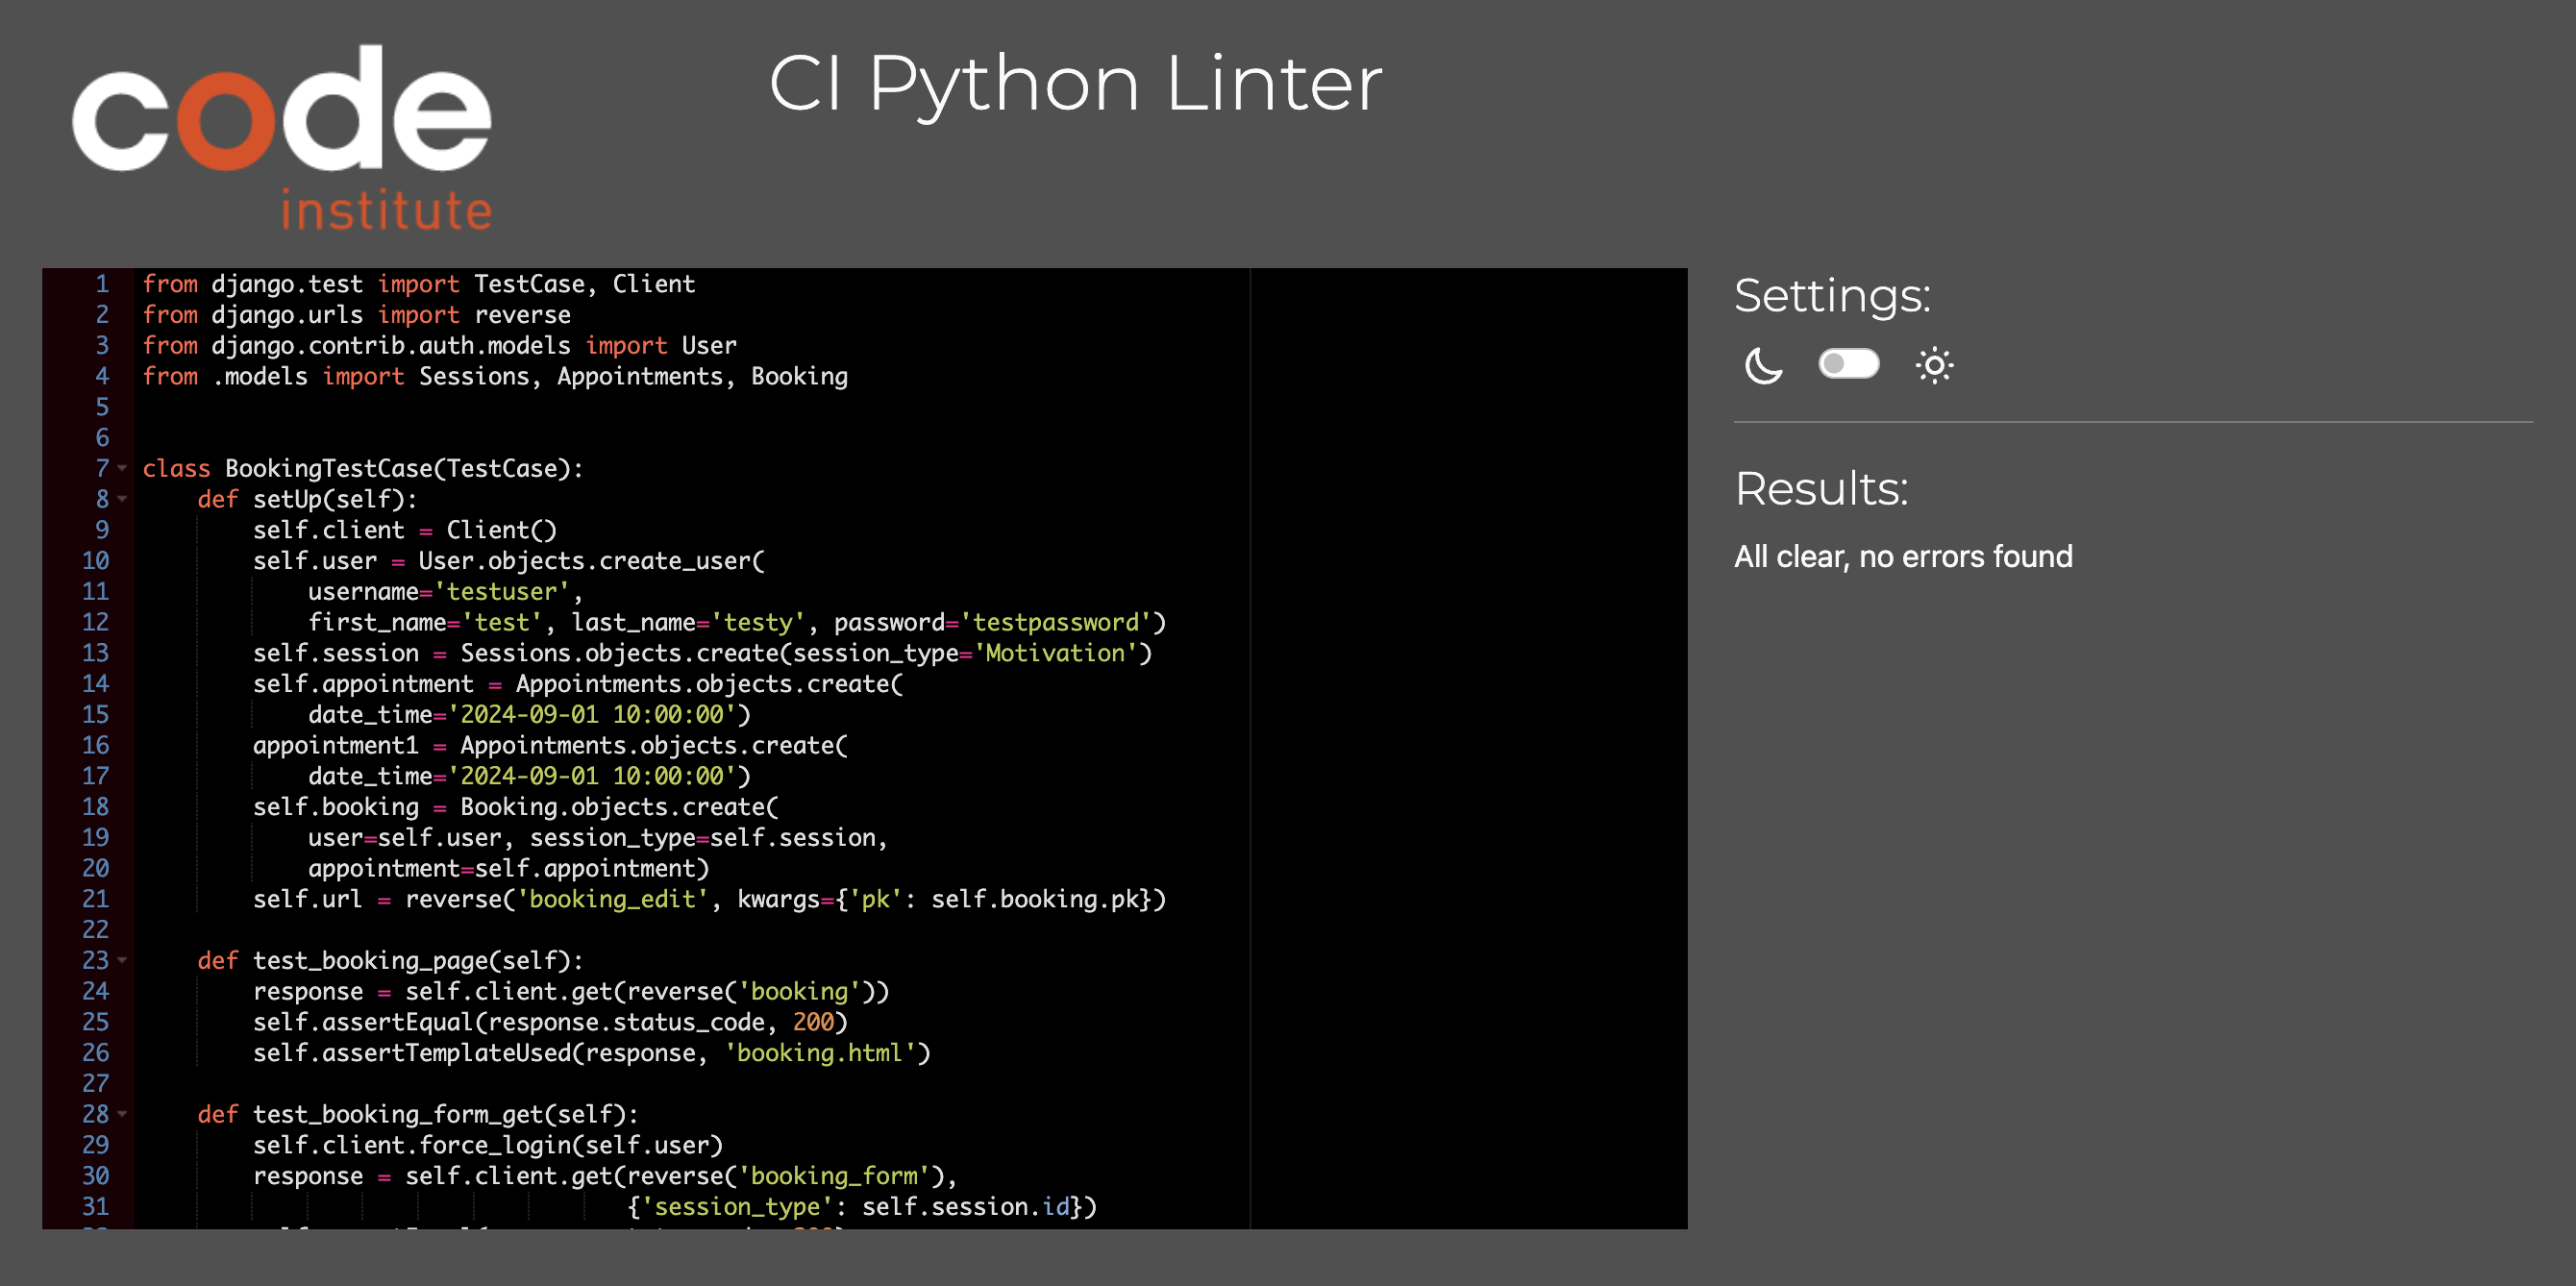 code
institute
CI Python Linter
1 from django.test import TestCase, Client
2 from django.urls import reverse
3 from django.contrib.auth.models import User
4 from .models import Sessions, Appointments, Booking
5
6
7 class BookingTestCase(TestCase):
8     def setUp(self):
9         self.client = Client()
10         self.user = User.objects.create_user(
11             username='testuser',
12             first_name='test', last_name='testy', password='testpassword')
13         self.session = Sessions.objects.create(session_type='Motivation')
14         self.appointment = Appointments.objects.create(
15             date_time='2024-09-01 10:00:00')
16         appointment1 = Appointments.objects.create(
17             date_time='2024-09-01 10:00:00')
18         self.booking = Booking.objects.create(
19             user=self.user, session_type=self.session,
20             appointment=self.appointment)
21         self.url = reverse('booking_edit', kwargs={'pk': self.booking.pk})
22
23     def test_booking_page(self):
24         response = self.client.get(reverse('booking'))
25         self.assertEqual(response.status_code, 200)
26         self.assertTemplateUsed(response, 'booking.html')
27
28     def test_booking_form_get(self):
29         self.client.force_login(self.user)
30         response = self.client.get(reverse('booking_form'),
31                                    {'session_type': self.session.id})
Settings:
Results:
All clear, no errors found